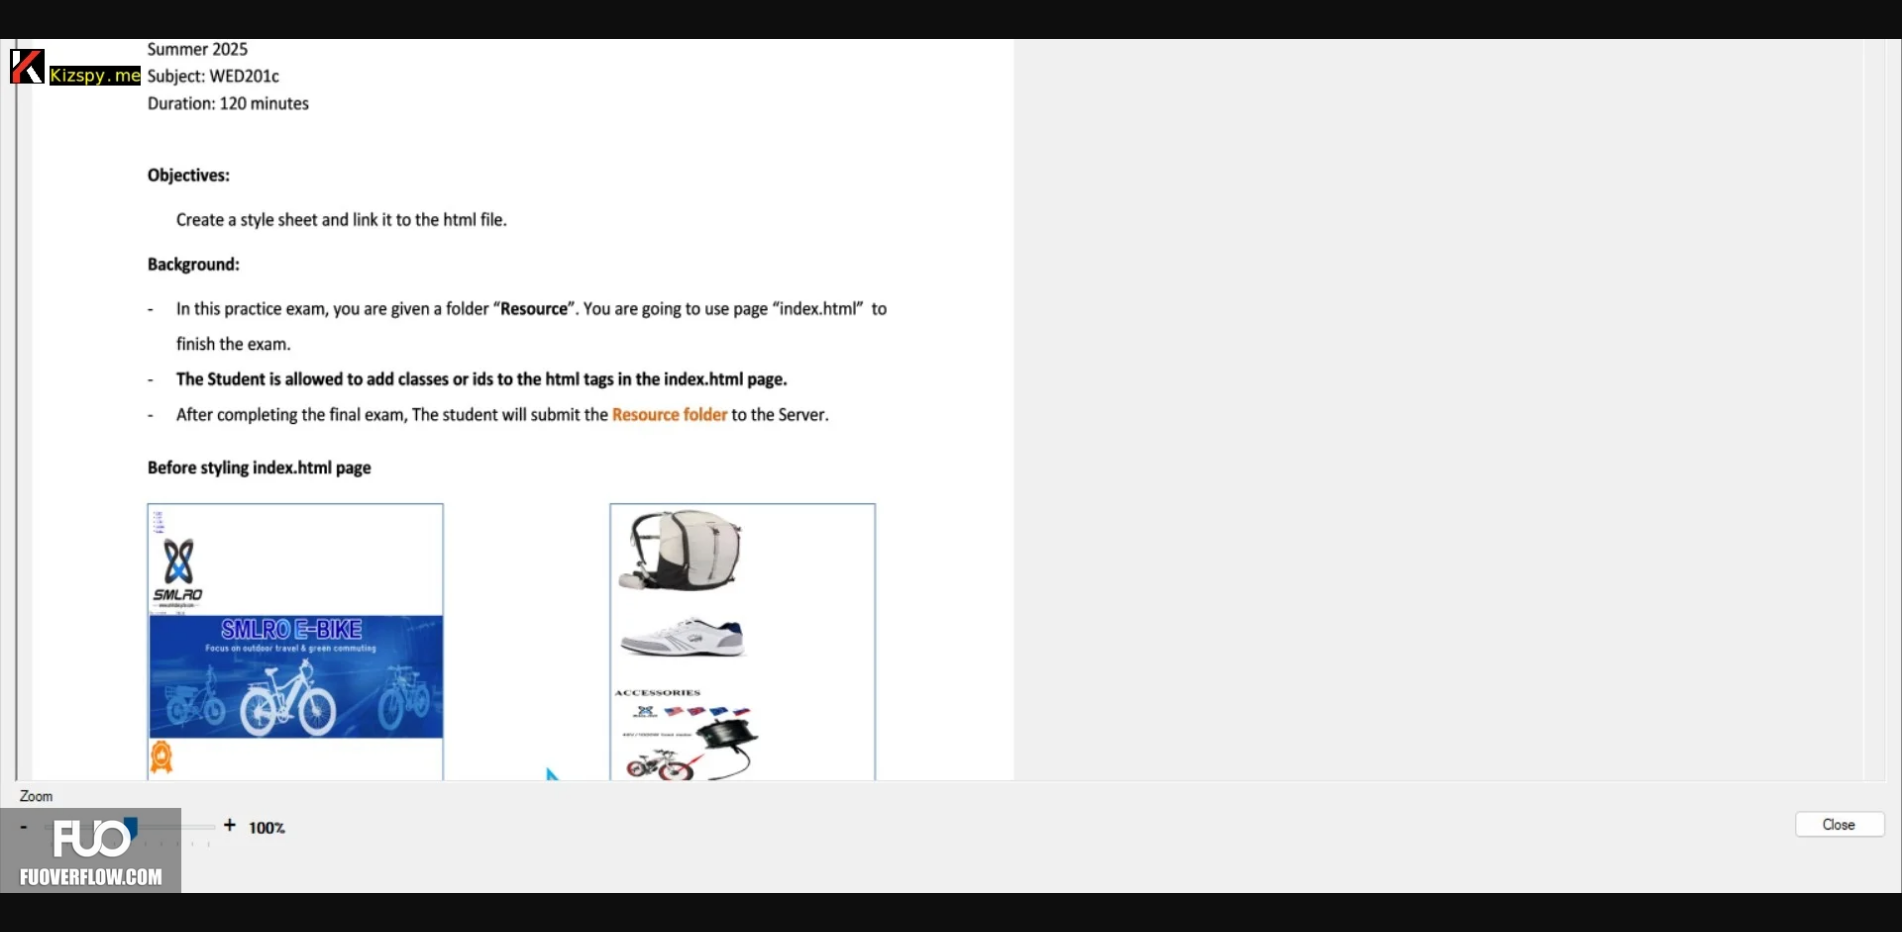 Summer 2025
Kizspy.me
Subject: WED201c
Duration: 120 minutes
Objectives:
Create a style sheet and link it to the html file.
Background:
- In this practice exam, you are given a folder “Resource”. You are going to use page “index.html” to
finish the exam.
- The Student is allowed to add classes or ids to the html tags in the index.html page.
- After completing the final exam, The student will submit the Resource folder to the Server.
Before styling index.html page
SMLRO
SMLRO E-BIKE
Focus on outdoor travel & green commuting
ACCESSORIES
Zoom
- + 100%
Close
FUO
FUOVERFLOW.COM